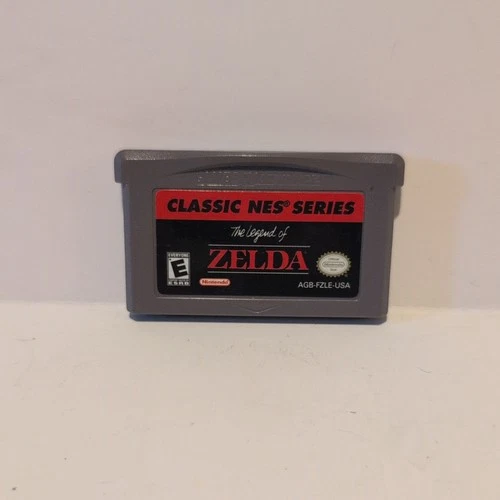 CLASSIC NES® SERIES
The Legend of
ZELDA
EVERYONE
E
ESRB
Nintendo
AGB-FZLE-USA